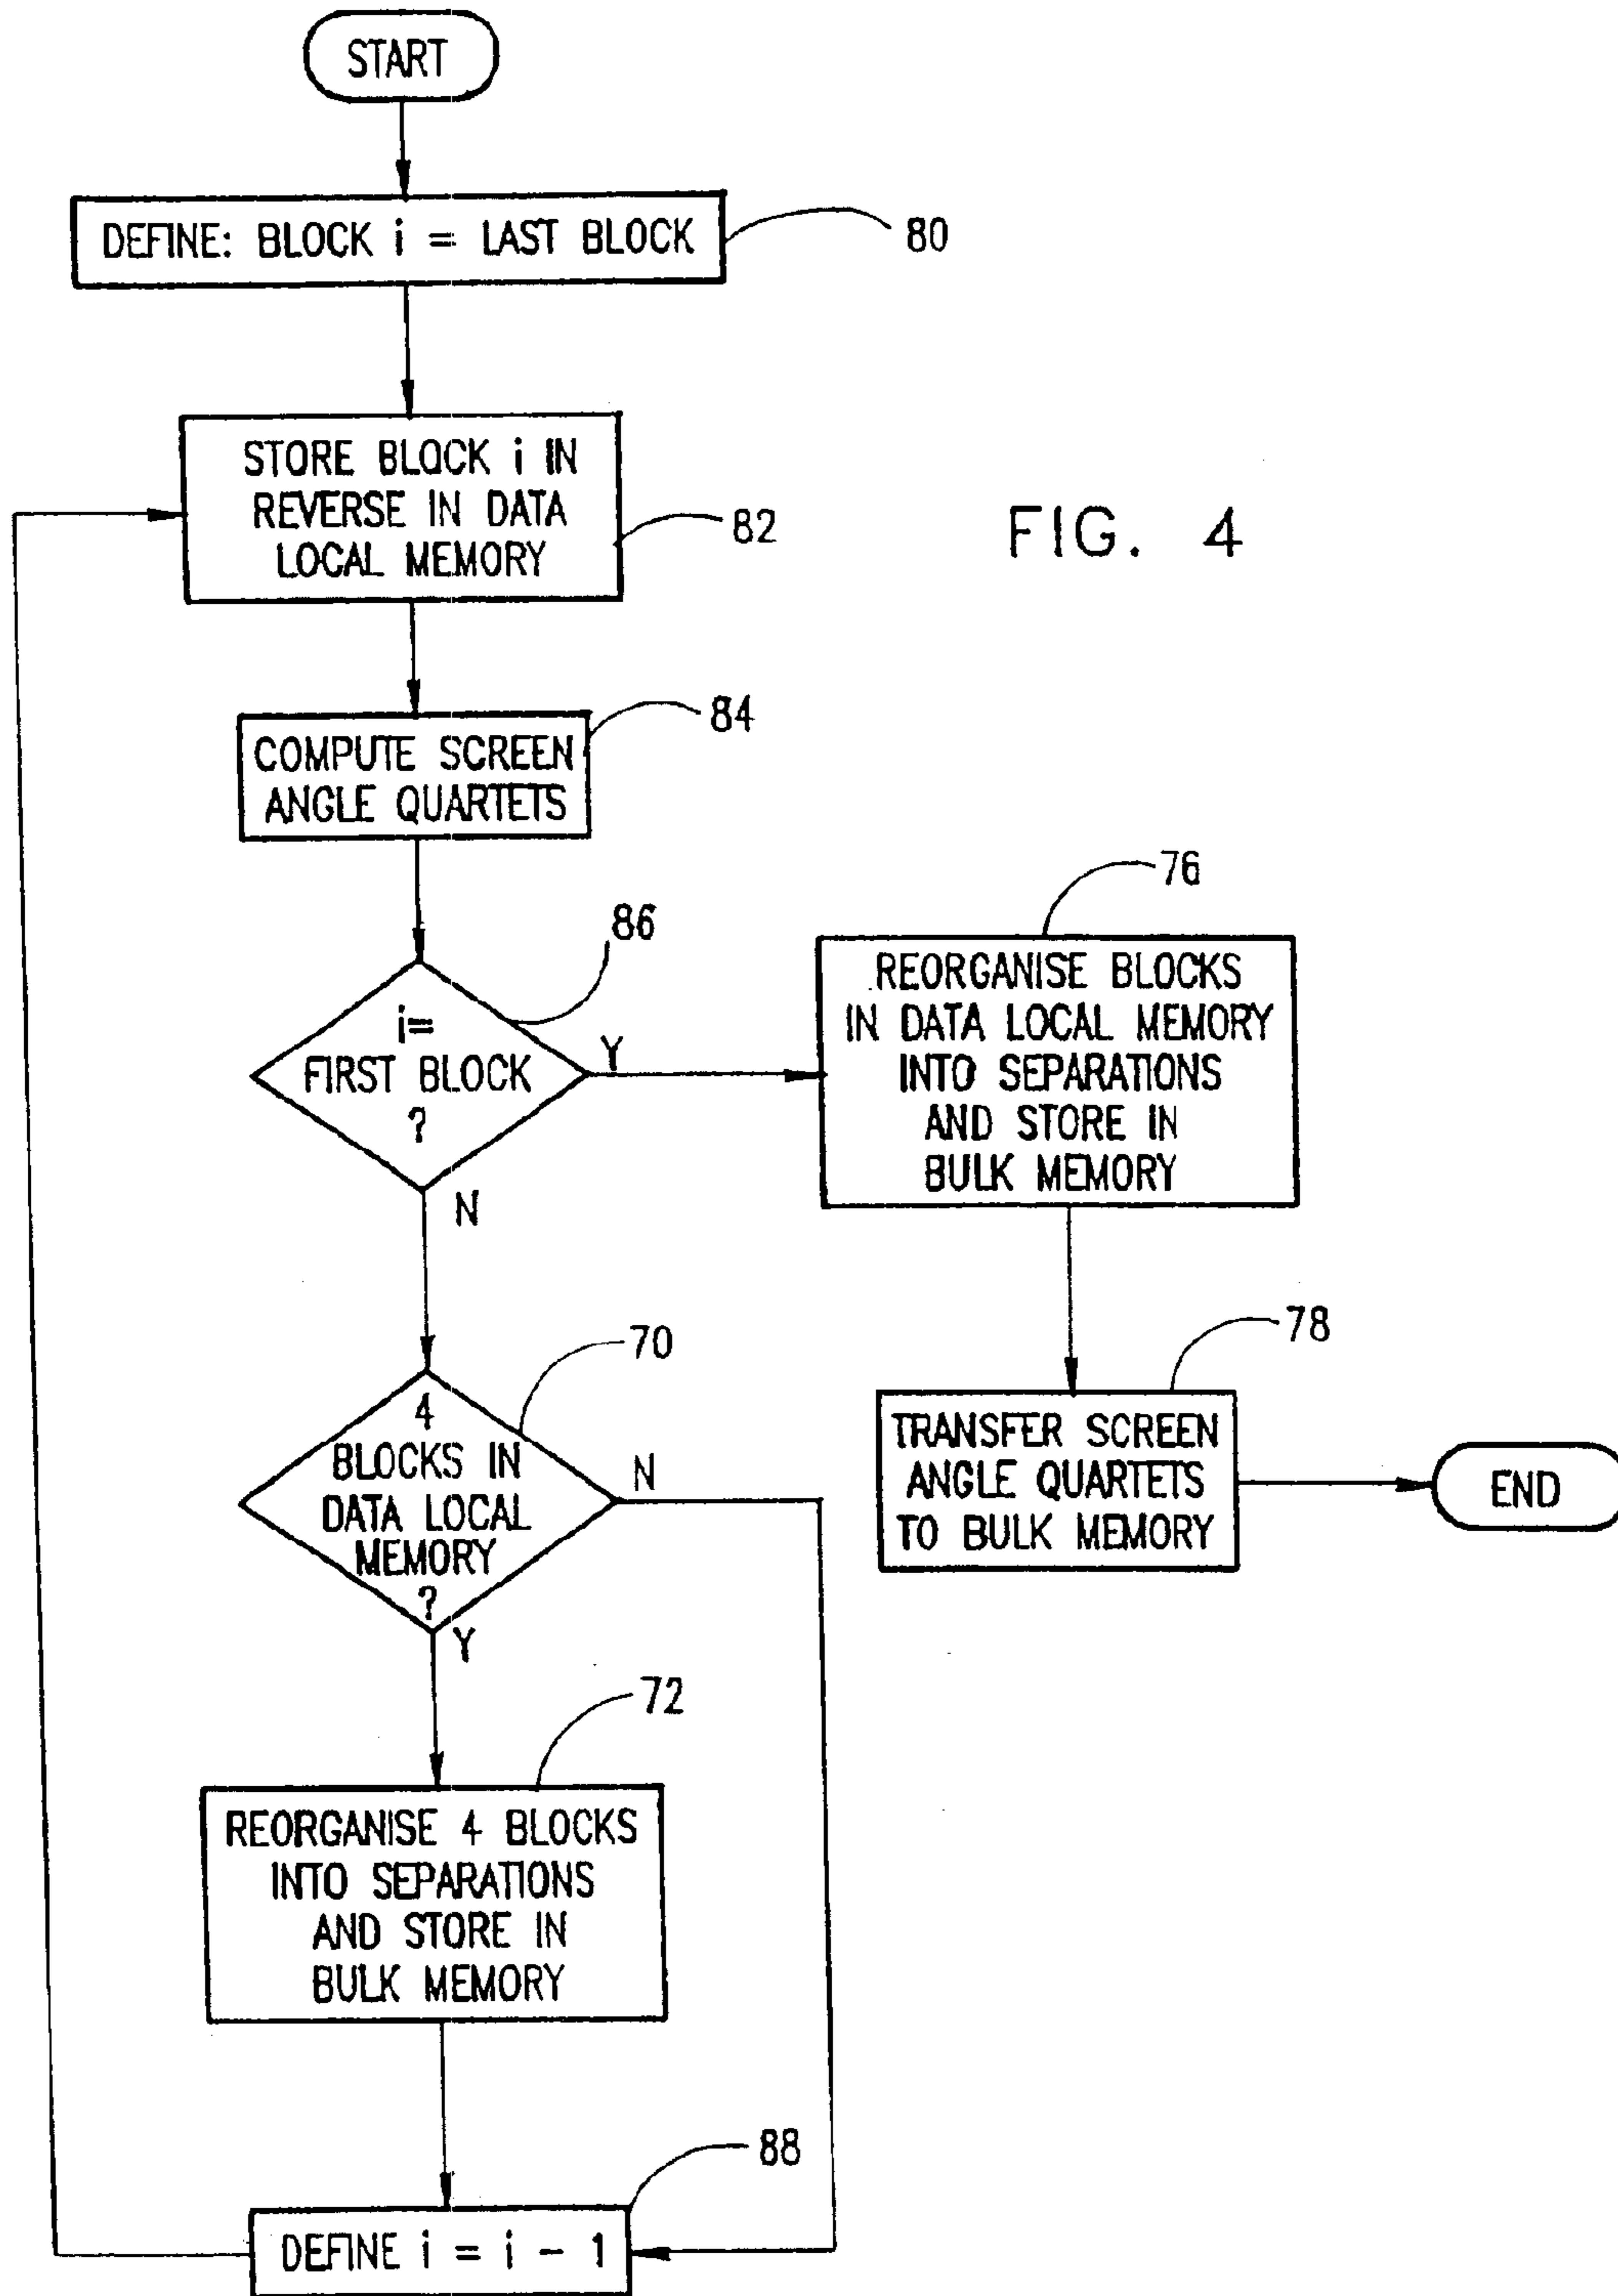 START
DEFINE: BLOCK i = LAST BLOCK
80
STORE BLOCK i IN
REVERSE IN DATA
LOCAL MEMORY
82
FIG. 4
COMPUTE SCREEN
ANGLE QUARTETS
84
i=
FIRST BLOCK
?
86
Y
N
REORGANISE BLOCKS
IN DATA LOCAL MEMORY
INTO SEPARATIONS
AND STORE IN
BULK MEMORY
76
4
BLOCKS IN
DATA LOCAL
MEMORY
?
70
N
Y
TRANSFER SCREEN
ANGLE QUARTETS
TO BULK MEMORY
78
END
REORGANISE 4 BLOCKS
INTO SEPARATIONS
AND STORE IN
BULK MEMORY
72
DEFINE i = i - 1
88